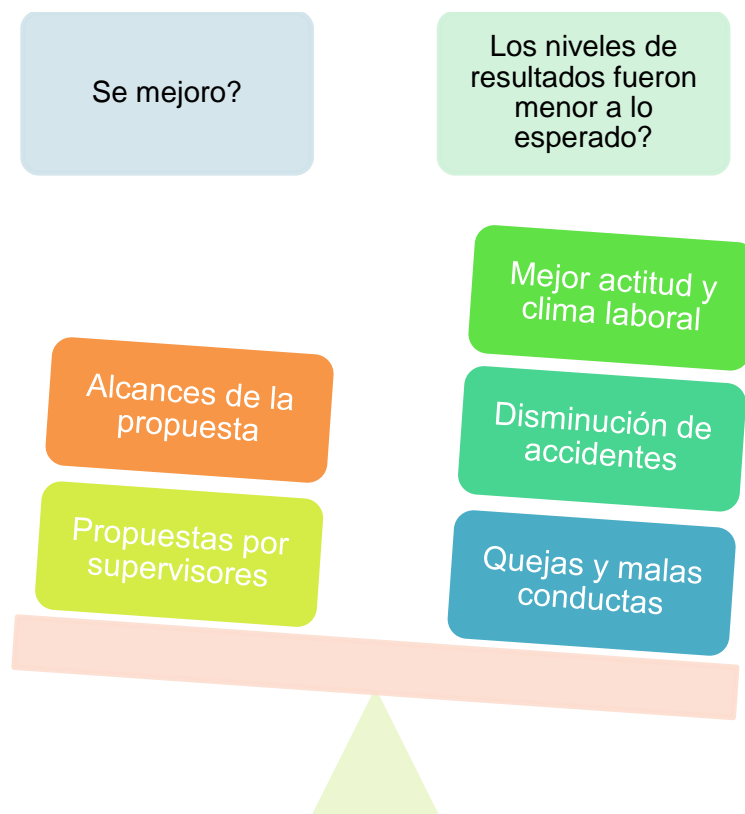 Se mejoro?
Los niveles de
resultados fueron
menor a lo
esperado?
Mejor actitud y
clima laboral
Alcances de la
propuesta
Disminución de
accidentes
Propuestas por
supervisores
Quejas y malas
conductas